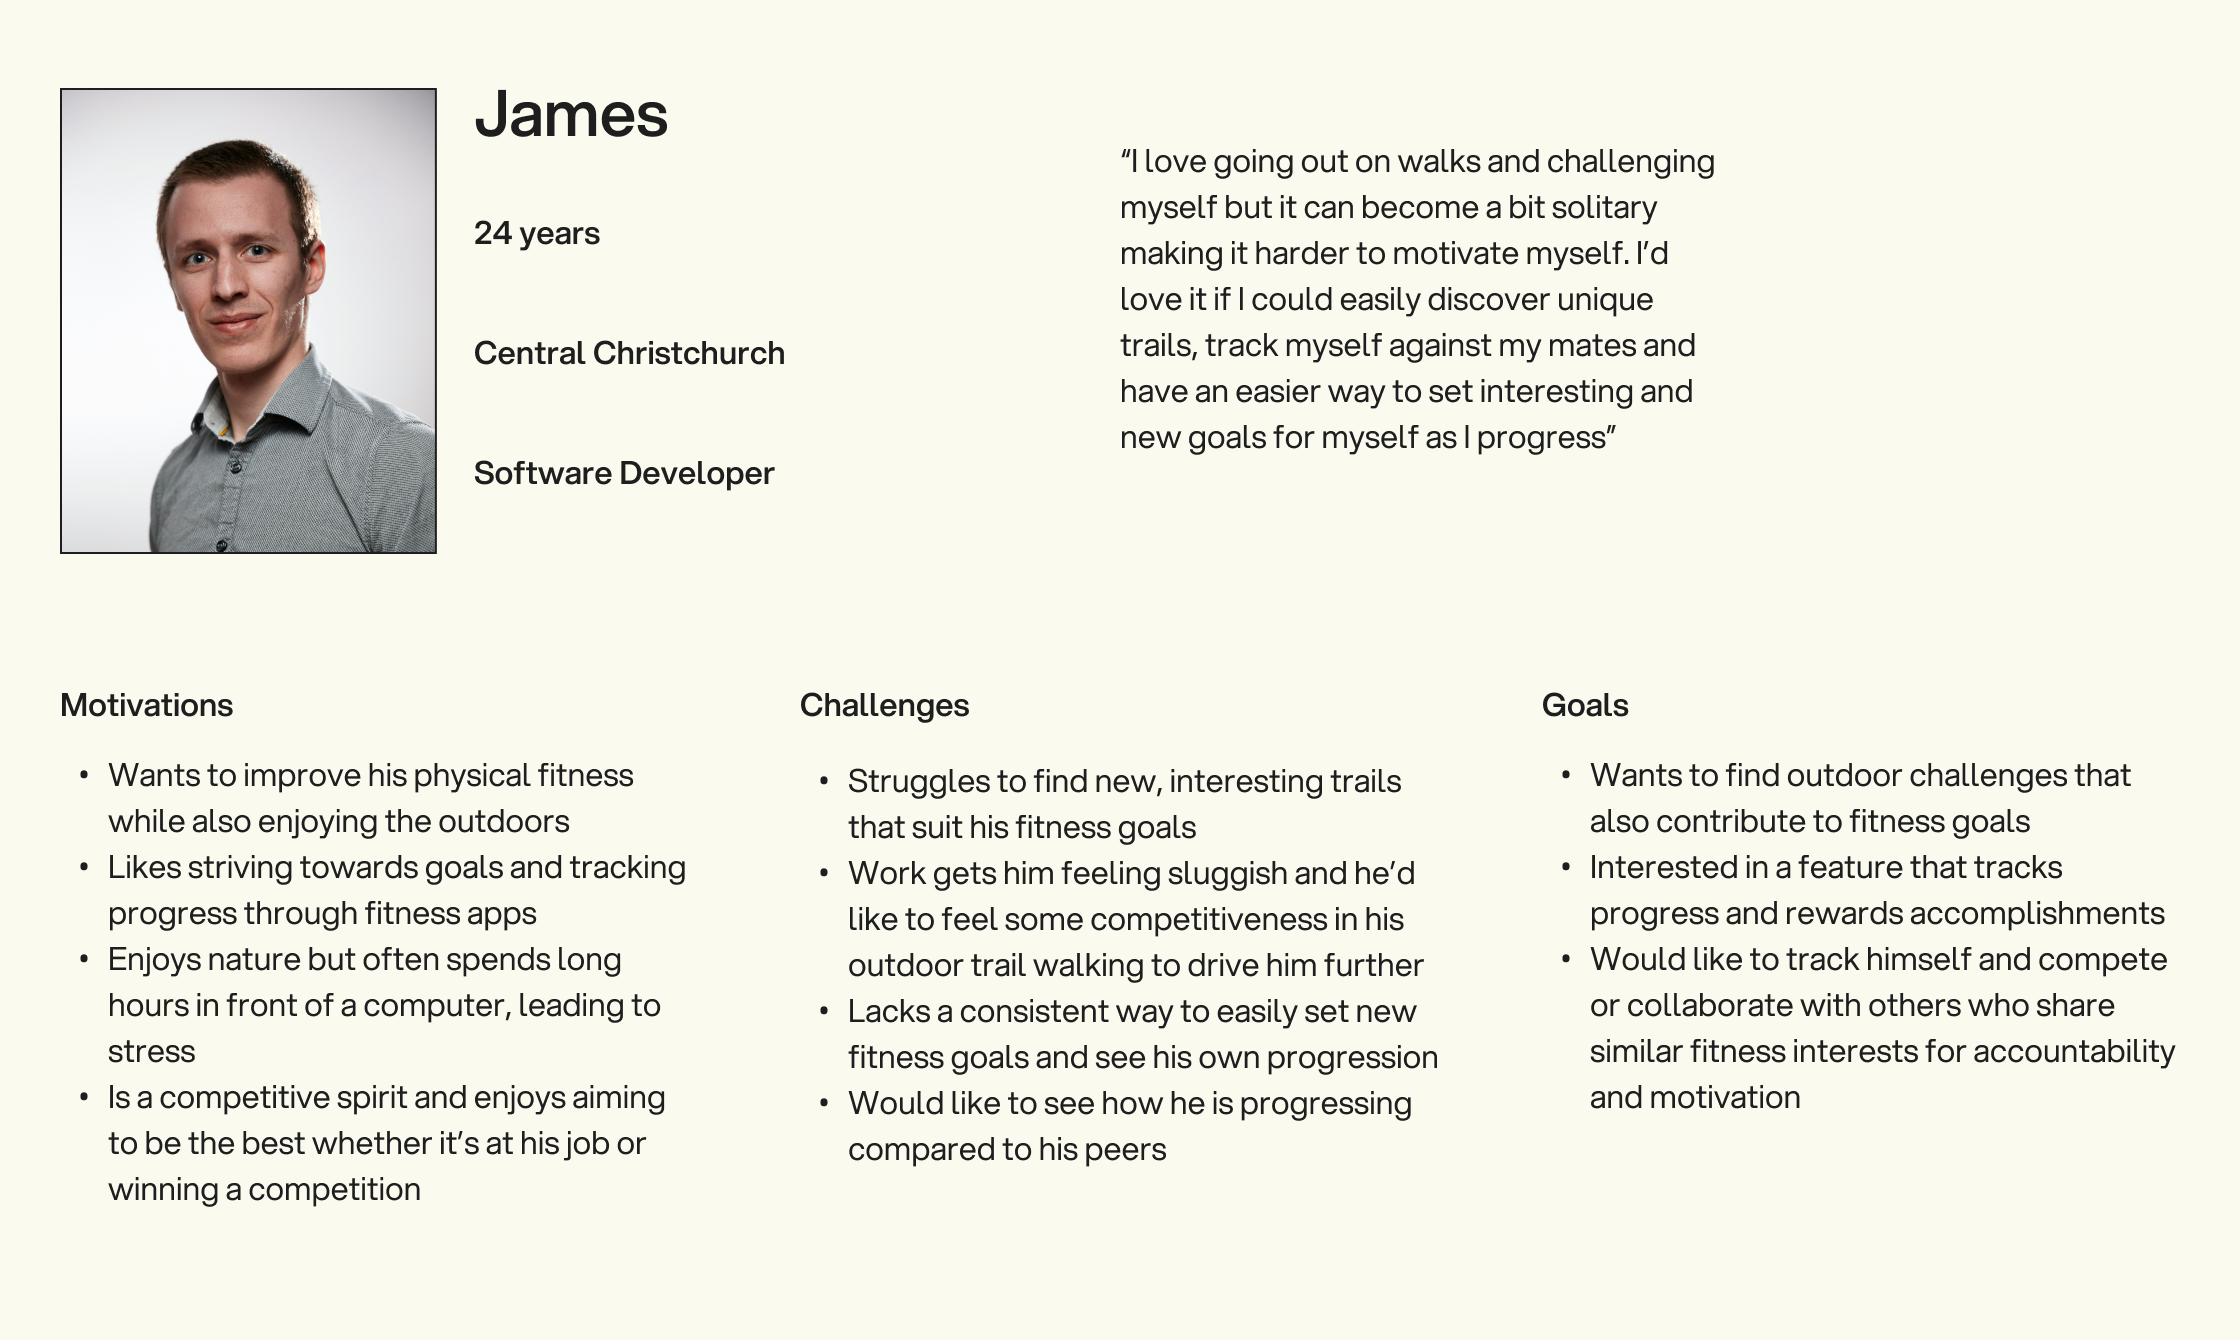 James
24 years
Central Christchurch
Software Developer
“I love going out on walks and challenging
myself but it can become a bit solitary
making it harder to motivate myself. I’d
love it if I could easily discover unique
trails, track myself against my mates and
have an easier way to set interesting and
new goals for myself as I progress”
Motivations
• Wants to improve his physical fitness
while also enjoying the outdoors
• Likes striving towards goals and tracking
progress through fitness apps
• Enjoys nature but often spends long
hours in front of a computer, leading to
stress
• Is a competitive spirit and enjoys aiming
to be the best whether it’s at his job or
winning a competition
Challenges
• Struggles to find new, interesting trails
that suit his fitness goals
• Work gets him feeling sluggish and he’d
like to feel some competitiveness in his
outdoor trail walking to drive him further
• Lacks a consistent way to easily set new
fitness goals and see his own progression
• Would like to see how he is progressing
compared to his peers
Goals
• Wants to find outdoor challenges that
also contribute to fitness goals
• Interested in a feature that tracks
progress and rewards accomplishments
• Would like to track himself and compete
or collaborate with others who share
similar fitness interests for accountability
and motivation